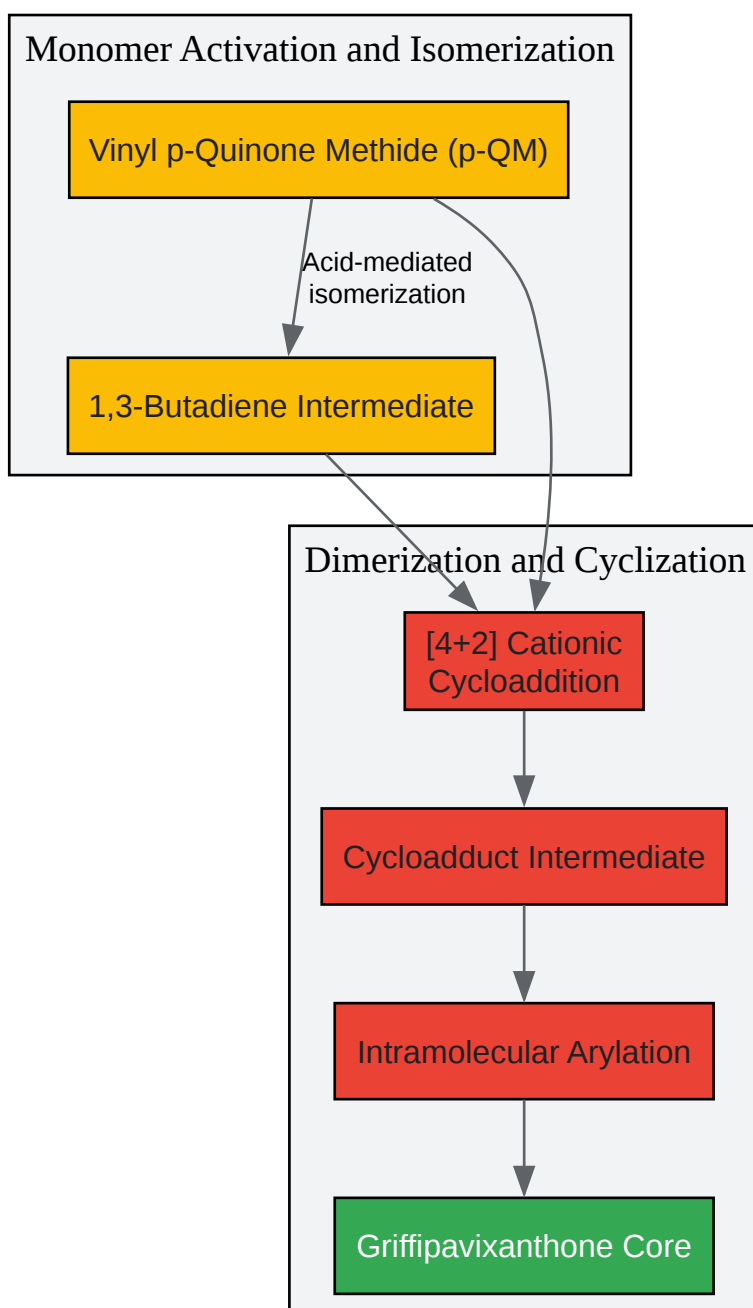 Monomer Activation and Isomerization
Vinyl p-Quinone Methide (p-QM)
Acid-mediated
isomerization
1,3-Butadiene Intermediate
Dimerization and Cyclization
[4+2] Cationic
Cycloaddition
Cycloadduct Intermediate
Intramolecular Arylation
Griffipavixanthone Core